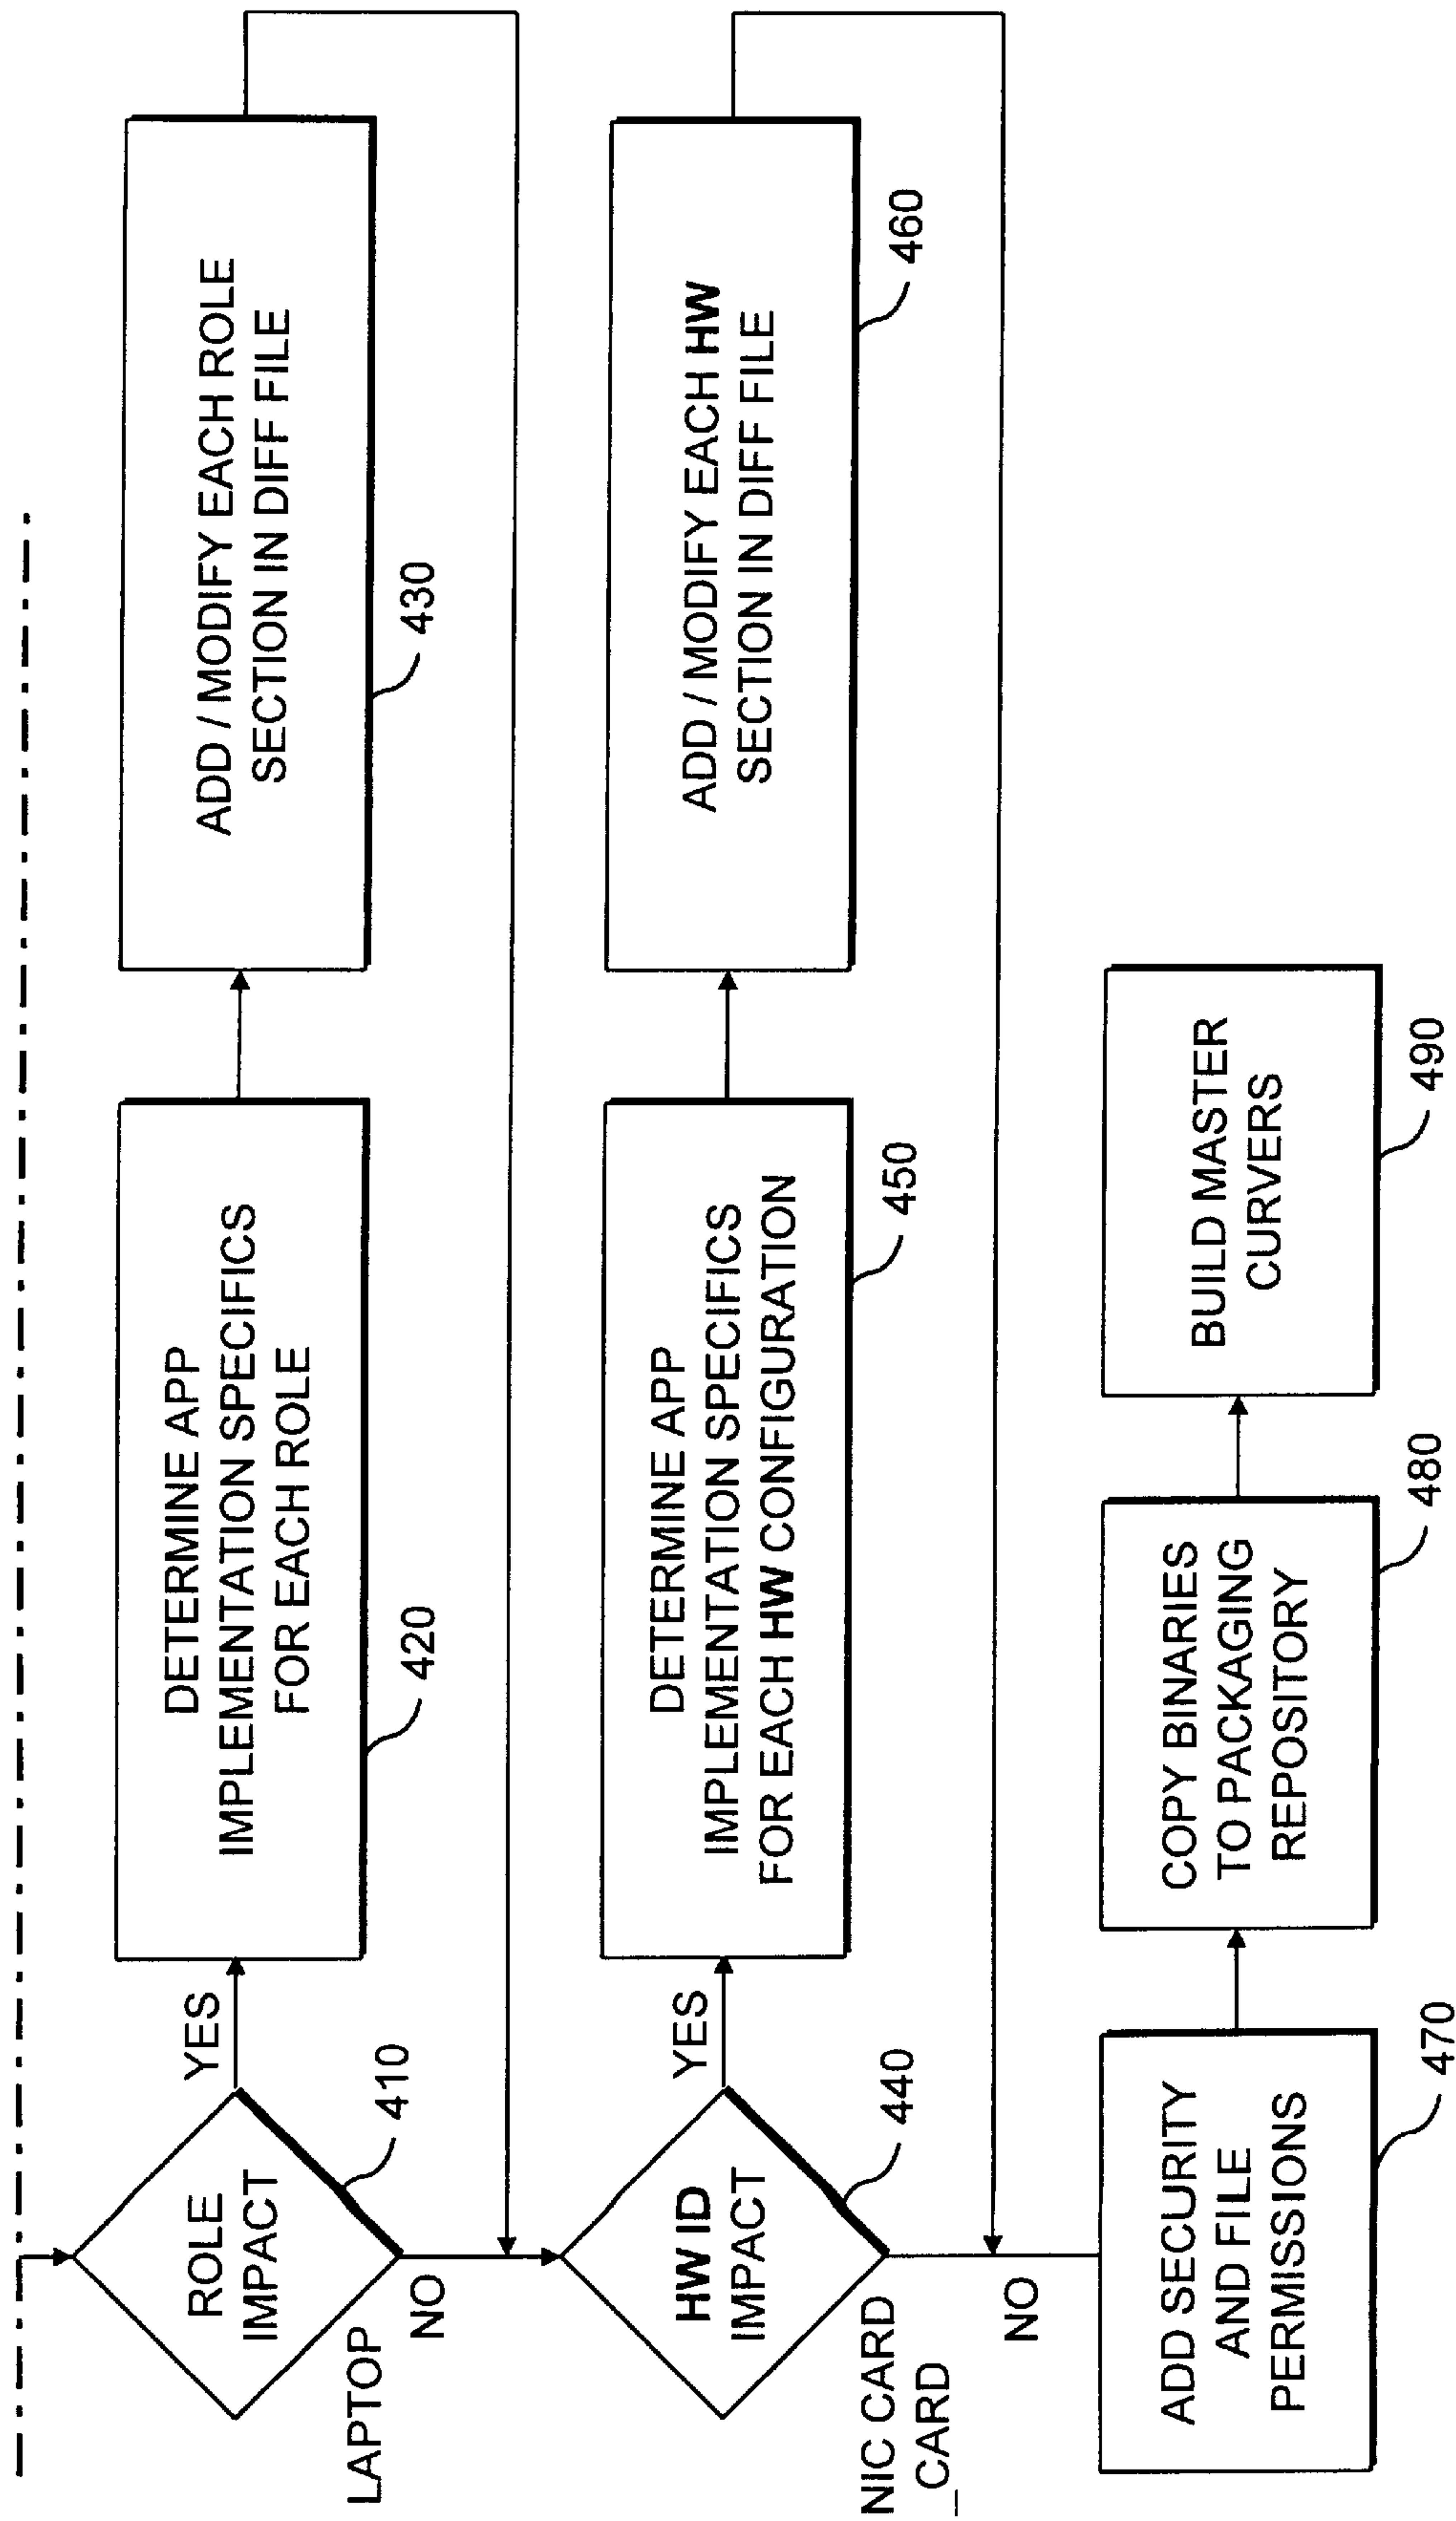 ROLE
IMPACT
410
YES
LAPTOP
NO
DETERMINE APP
IMPLEMENTATION SPECIFICS
FOR EACH ROLE
420
ADD / MODIFY EACH ROLE
SECTION IN DIFF FILE
430
HW ID
IMPACT
440
YES
NIC CARD
_CARD
NO
DETERMINE APP
IMPLEMENTATION SPECIFICS
FOR EACH HW CONFIGURATION
450
ADD / MODIFY EACH HW
SECTION IN DIFF FILE
460
ADD SECURITY
AND FILE
PERMISSIONS
470
COPY BINARIES
TO PACKAGING
REPOSITORY
480
BUILD MASTER
CURVERS
490